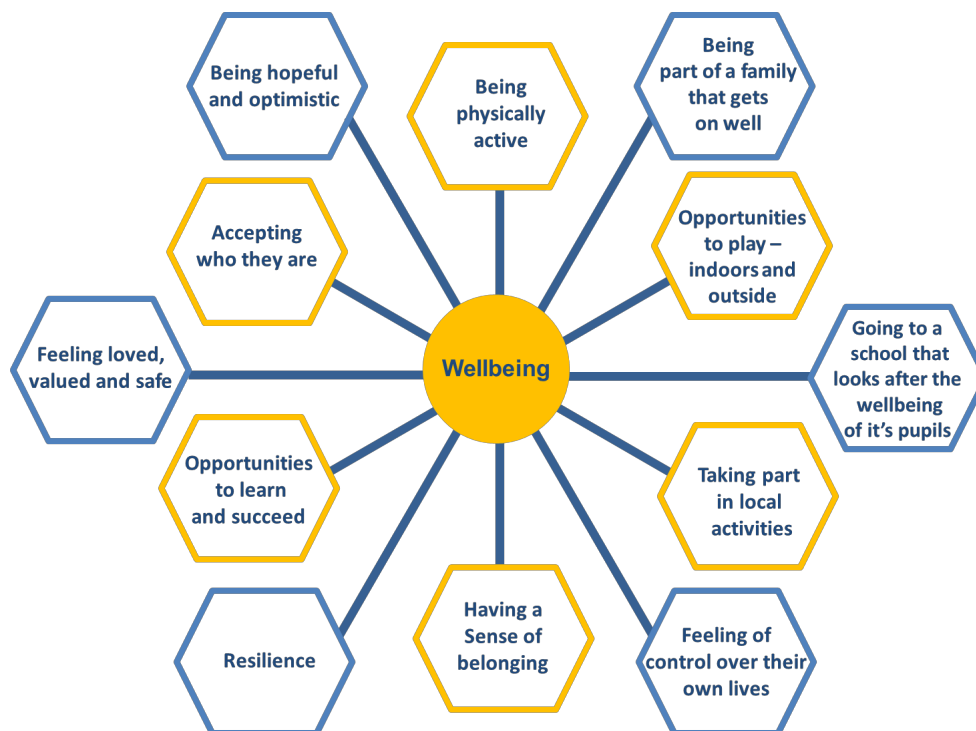 Being hopeful
and optimistic
Being
physically
active
Being
part of a family
that gets
on well
Accepting
who they are
Opportunities
to play –
indoors and
outside
Feeling loved,
valued and safe
Wellbeing
Going to a
school that
looks after the
wellbeing
of it's pupils
Opportunities
to learn
and succeed
Taking part
in local
activities
Resilience
Having a
Sense of
belonging
Feeling of
control over their
own lives